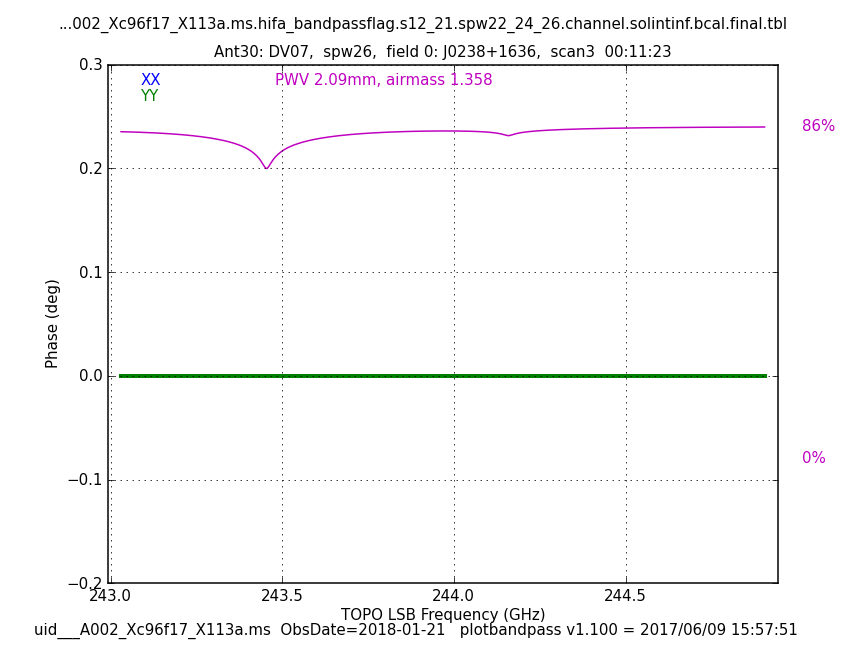 ...002_Xc96f17_X113a.ms.hifa_bandpassflag.s12_21.spw22_24_26.channel.solintinf.bcal.final.tbl
Ant30: DV07,  spw26,  field 0: J0238+1636,  scan3  00:11:23
0.3
XX
PWV 2.09mm, airmass 1.358
YY
86%
0.2
0.1
Phase (deg)
0.0
0%
−0.1
−0.2
243.0 243.5 244.0 244.5
TOPO LSB Frequency (GHz)
uid___A002_Xc96f17_X113a.ms  ObsDate=2018-01-21   plotbandpass v1.100 = 2017/06/09 15:57:51